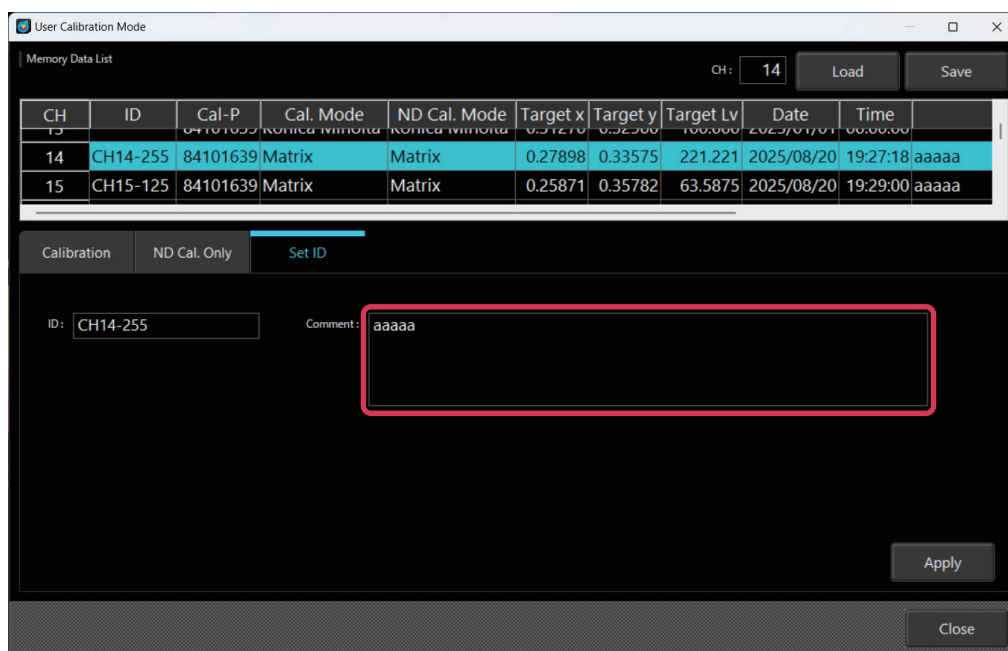 User Calibration Mode
Memory Data List
CH : 14 Load Save
CH ID Cal-P Cal. Mode ND Cal. Mode Target x Target y Target Lv Date Time
14 CH14-255 84101639 Matrix Matrix 0.27898 0.33575 221.221 2025/08/20 19:27:18 aaaaa
15 CH15-125 84101639 Matrix Matrix 0.25871 0.35782 63.5875 2025/08/20 19:29:00 aaaaa
Calibration ND Cal. Only Set ID
ID : CH14-255 Comment : aaaaa
Apply
Close